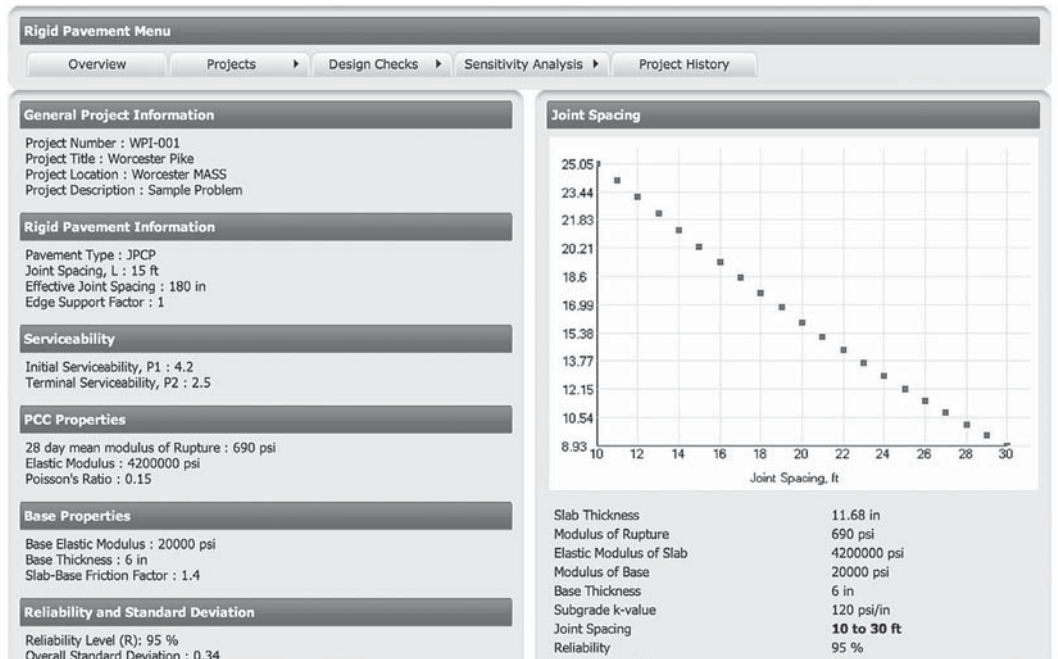 Rigid Pavement Menu
Overview Projects Design Checks Sensitivity Analysis Project History
General Project Information
Project Number : WPI-001
Project Title : Worcester Pike
Project Location : Worcester MASS
Project Description : Sample Problem
Rigid Pavement Information
Pavement Type : JPCP
Joint Spacing, L : 15 ft
Effective Joint Spacing : 180 in
Edge Support Factor : 1
Serviceability
Initial Serviceability, P1 : 4.2
Terminal Serviceability, P2 : 2.5
PCC Properties
28 day mean modulus of Rupture : 690 psi
Elastic Modulus : 4200000 psi
Poisson's Ratio : 0.15
Base Properties
Base Elastic Modulus : 20000 psi
Base Thickness : 6 in
Slab-Base Friction Factor : 1.4
Reliability and Standard Deviation
Reliability Level (R): 95 %
Overall Standard Deviation : 0.34
Joint Spacing
25.05
23.44
21.83
20.21
18.6
16.99
15.38
13.77
12.15
10.54
8.93
10 12 14 16 18 20 22 24 26 28 30
Joint Spacing, ft
Slab Thickness 11.68 in
Modulus of Rupture 690 psi
Elastic Modulus of Slab 4200000 psi
Modulus of Base 20000 psi
Base Thickness 6 in
Subgrade k-value 120 psi/in
Joint Spacing 10 to 30 ft
Reliability 95 %